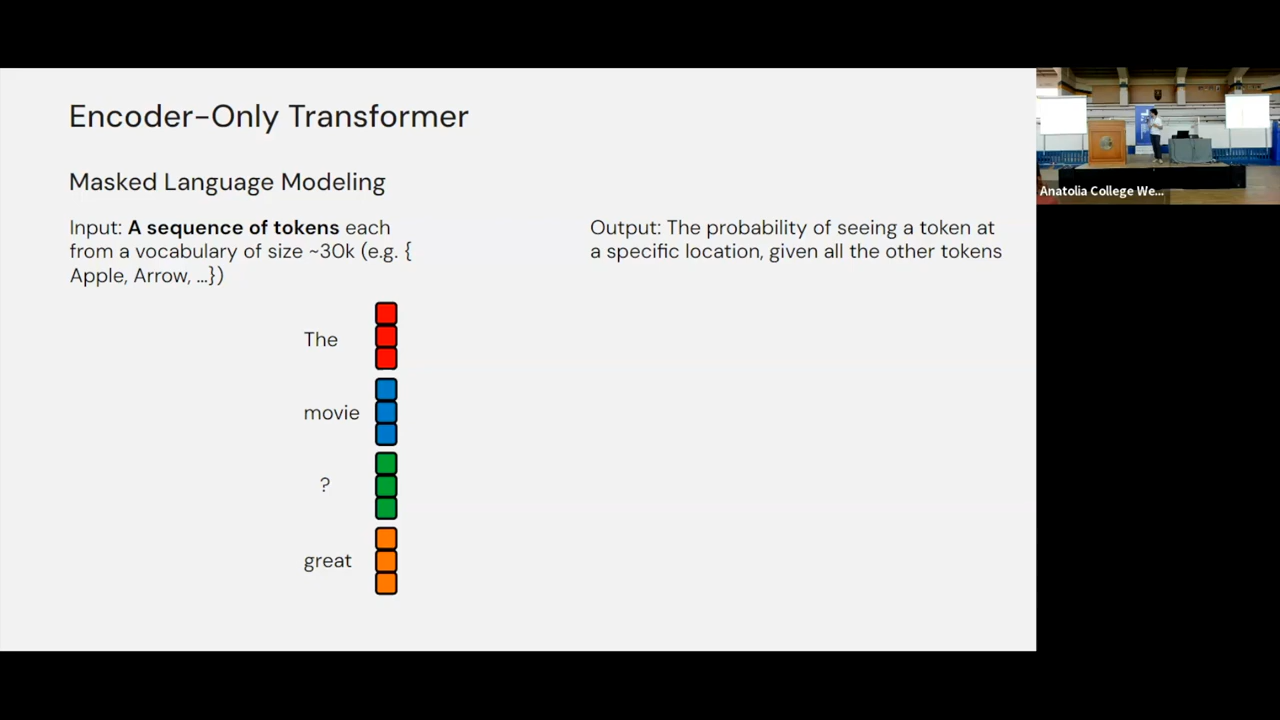 Encoder-Only Transformer
Masked Language Modeling
Input: A sequence of tokens each
from a vocabulary of size ~30k (e.g. {
Apple, Arrow, ...})
Output: The probability of seeing a token at
a specific location, given all the other tokens
The
movie
?
great
Anatolia College We...